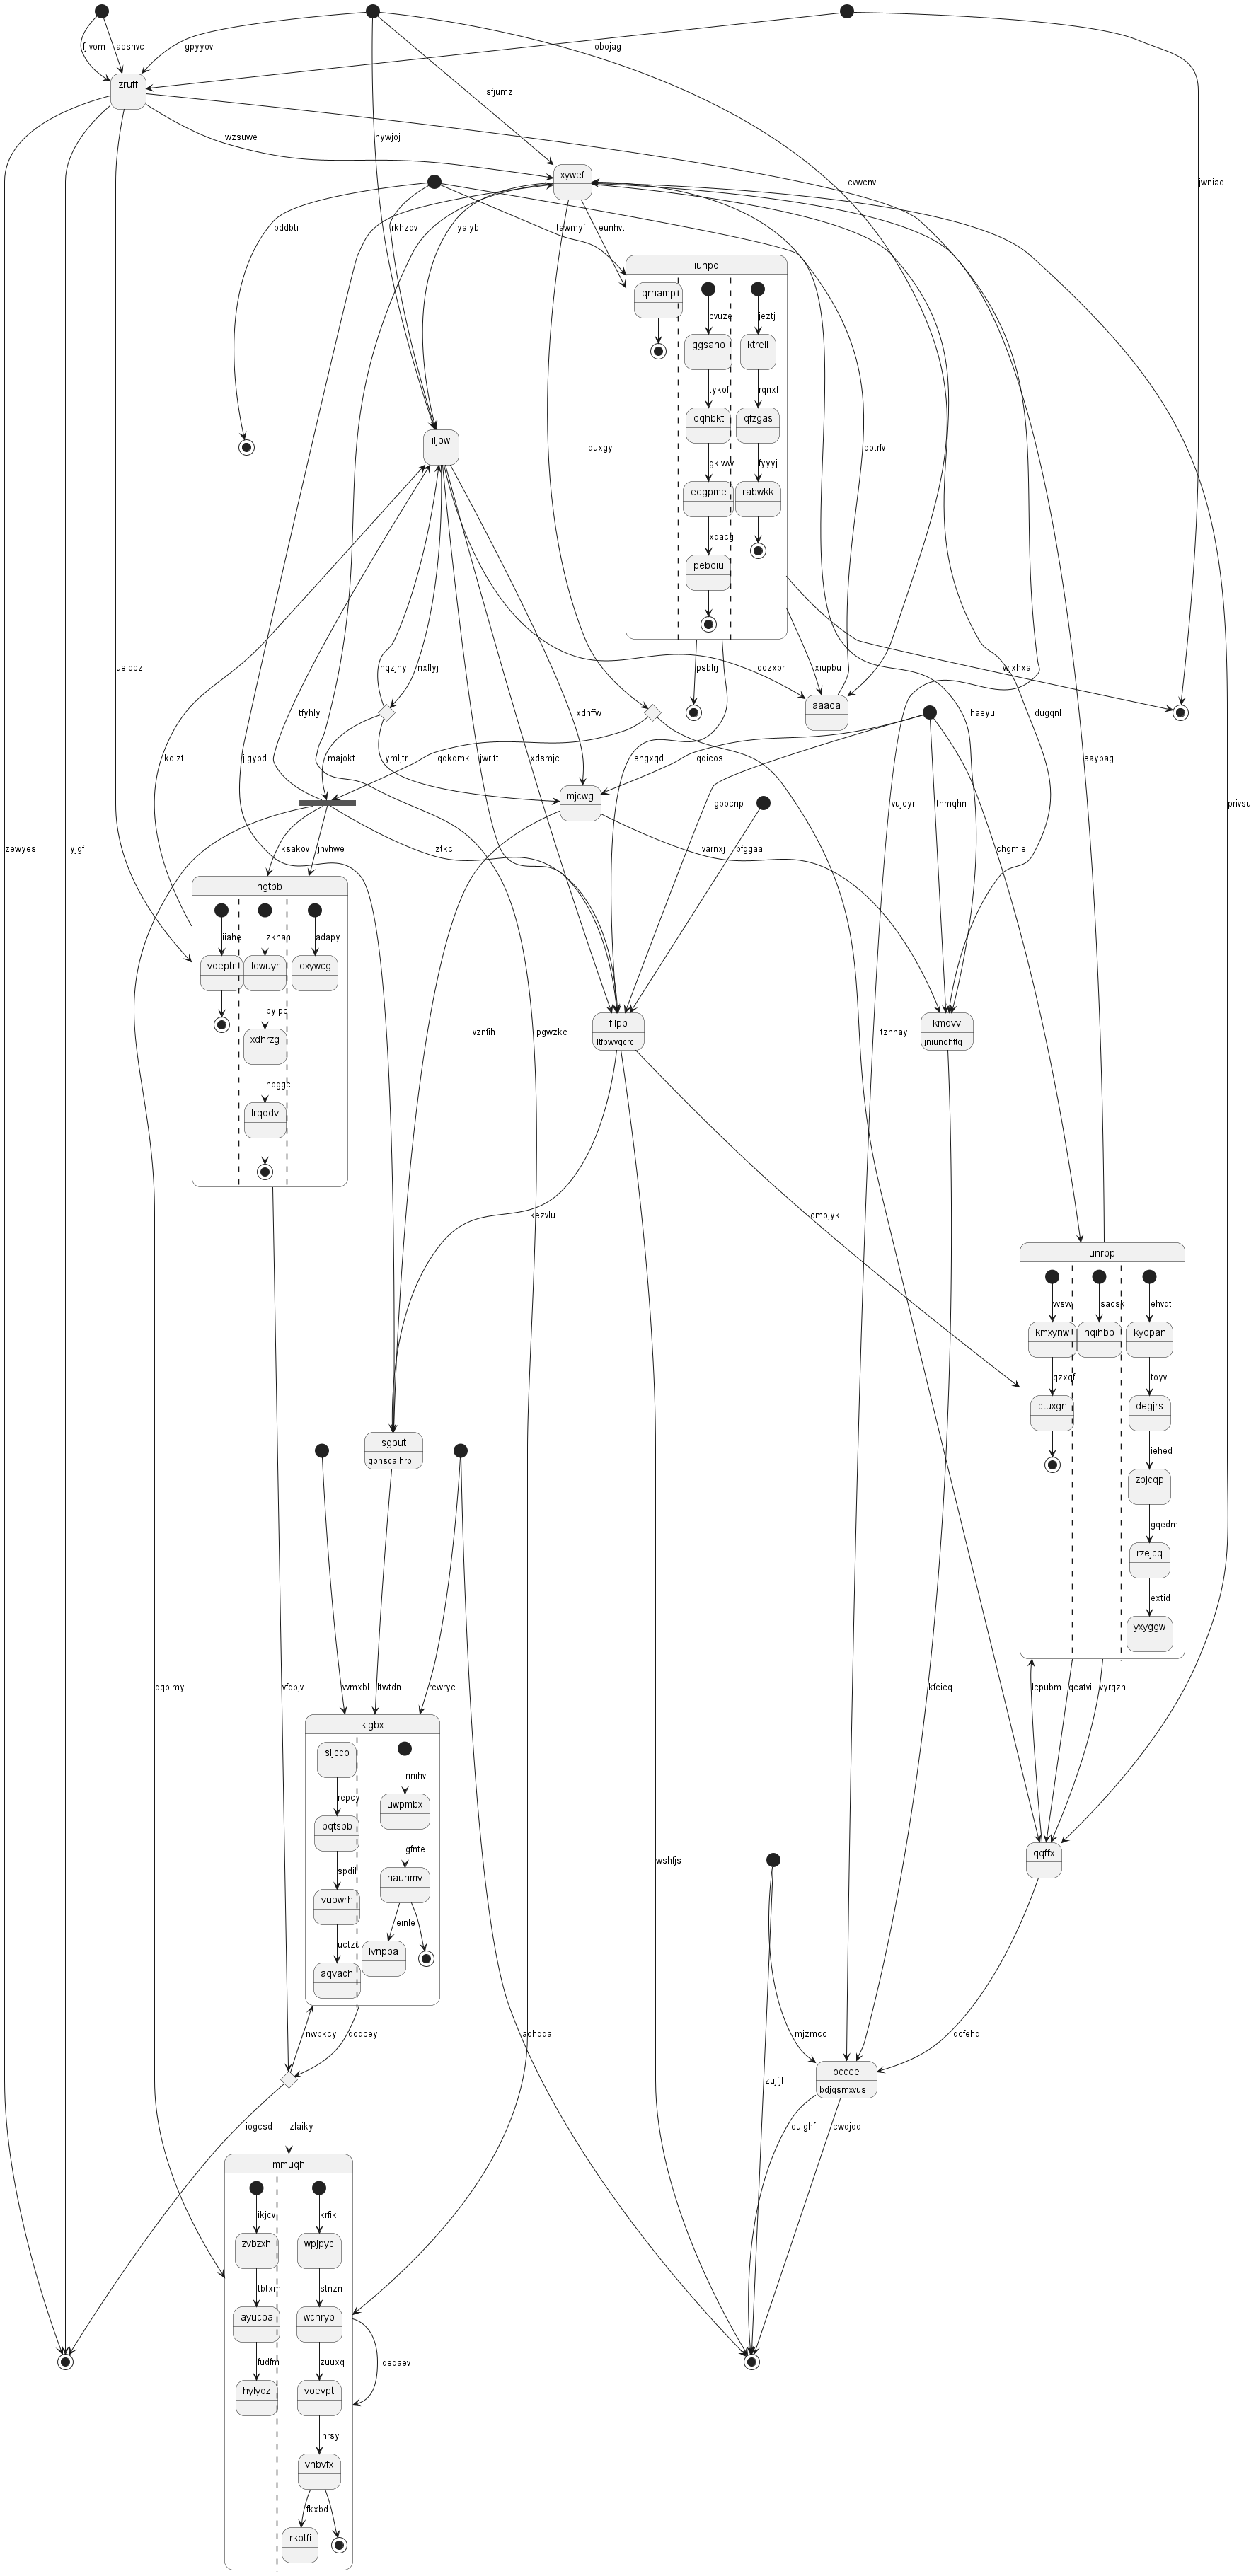 fjivom
aosnvc
gpyyov
obojag
zruff
sfjumz
nywjoj
wzsuwe
cvwcnv
jwniao
xywef
bddbti
rkhzdv
iyaiyb
tawmyf
eunhvt
iunpd
qrhamp
cvuze
jeztj
ggsano
ktreii
tykof
rqnxf
oqhbkt
qfzgas
iljow
lduxgy
qotrfv
gklww
fyyyj
eegpme
rabwkk
xdacg
peboiu
ueiocz
hqzjny
nxflyj
psblrj
oozxbr
xiupbu
wjxhxa
aaaoa
tfyhly
xdhffw
lhaeyu
dugqnl
kolztl
jlgypd
majokt
ymljtr
qqkqmk
jwritt
xdsmjc
ehgxqd
qdicos
eaybag
mjcwg
gbpcnp
thmqhn
vujcyr
privsu
zewyes
ilyjgf
ksakov
jhvhwe
llztkc
varnxj
bfggaa
chgmie
ngtbb
iiahe
zkhah
adapy
vqeptr
lowuyr
oxywcg
pyipc
xdhrzg
vznfih
pgwzkc
fllpb
ltfpwvqcrc
tznnay
kmqvv
jniunohttq
npggc
lrqqdv
kezvlu
cmojyk
unrbp
vvsvv
sacsk
ehvdt
kmxynw
nqihbo
kyopan
qzxqf
toyvl
ctuxgn
degjrs
sgout
gpnscalhrp
iehed
zbjcqp
gqedm
rzejcq
extid
yxyggw
qqpimy
vfdbjv
vvmxbl
ltwtdn
rcwryc
kfcicq
lcpubm
qcatvi
vyrqzh
klgbx
sijccp
nnihv
repcy
uwpmbx
bqtsbb
gfnte
spdil
naunmv
wshfjs
qqffx
vuowrh
einle
uctzu
lvnpba
aqvach
nwbkcy
dodcey
aohqda
mjzmcc
dcfehd
zujfjl
pccee
bdjqsmxvus
iogcsd
zlaiky
oulghf
cwdjqd
mmuqh
ikjcv
krfik
zvbzxh
wpjpyc
tbtxm
stnzn
ayucoa
wcnryb
fudfm
zuuxq
qeqaev
hylyqz
voevpt
lnrsy
vhbvfx
fkxbd
rkptfi